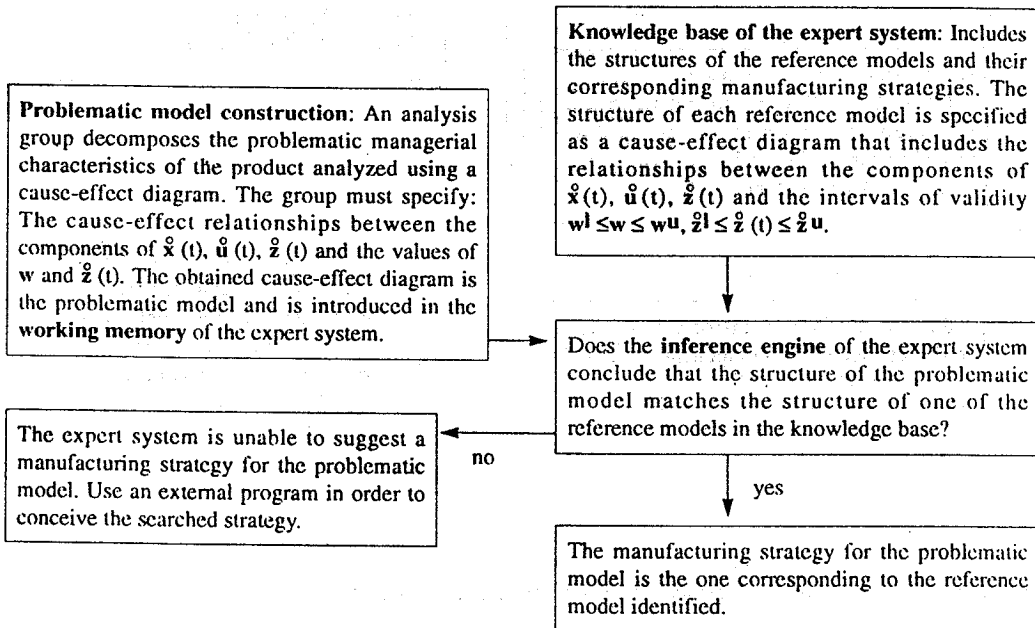 Knowledge base of the expert system: Includes
the structures of the reference models and their
corresponding manufacturing strategies. The
structure of each reference model is specified
as a cause-effect diagram that includes the
relationships between the components of
x̊(t), ů(t), z̊(t) and the intervals of validity
wˡ ≤w ≤ wᵘ, z̊ˡ ≤ z̊ (t) ≤ z̊ ᵘ.
Problematic model construction: An analysis
group decomposes the problematic managerial
characteristics of the product analyzed using a
cause-effect diagram. The group must specify:
The cause-effect relationships between the
components of x̊ (t), ů (t), z̊ (t) and the values of
w and z̊ (t). The obtained cause-effect diagram is
the problematic model and is introduced in the
working memory of the expert system.
Does the inference engine of the expert system
conclude that the structure of the problematic
model matches the structure of one of the
reference models in the knowledge base?
no
The expert system is unable to suggest a
manufacturing strategy for the problematic
model. Use an external program in order to
conceive the searched strategy.
yes
The manufacturing strategy for the problematic
model is the one corresponding to the reference
model identified.